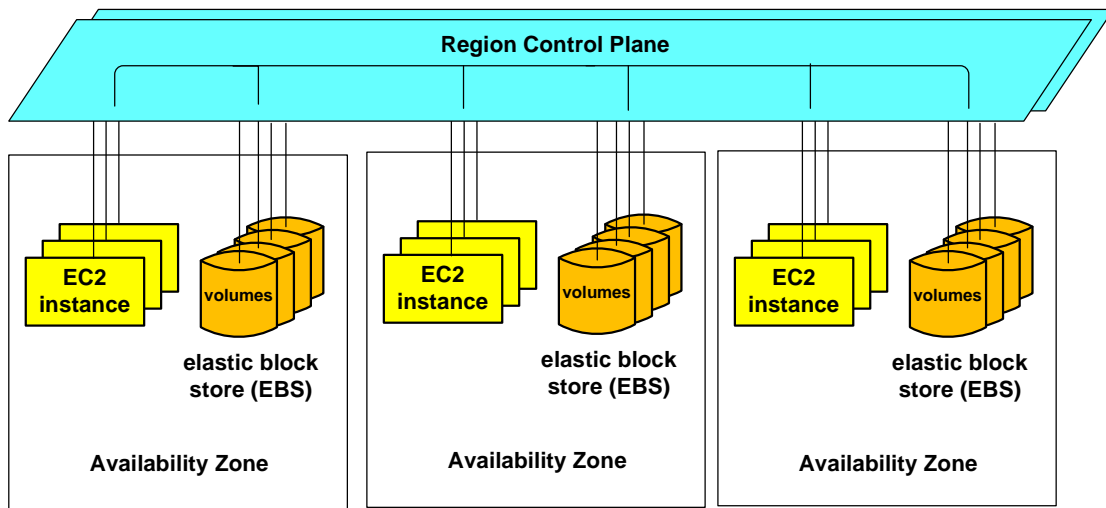 Region Control Plane
EC2
instance
volumes
elastic block
store (EBS)
Availability Zone
EC2
instance
volumes
elastic block
store (EBS)
Availability Zone
EC2
instance
volumes
elastic block
store (EBS)
Availability Zone